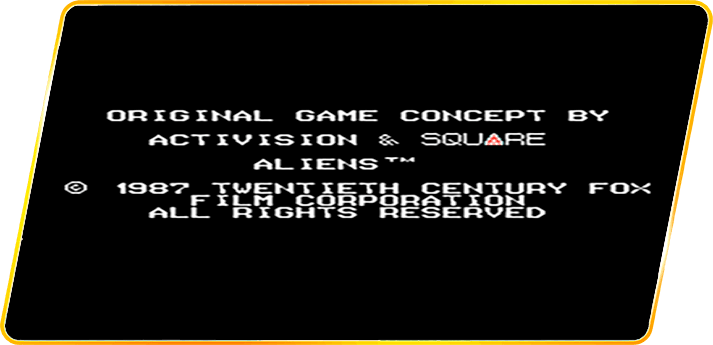 ORIGINAL GAME CONCEPT BY
ACTIVISION & SQUARE
ALIENS™
© 1987 TWENTIETH CENTURY FOX
FILM CORPORATION
ALL RIGHTS RESERVED